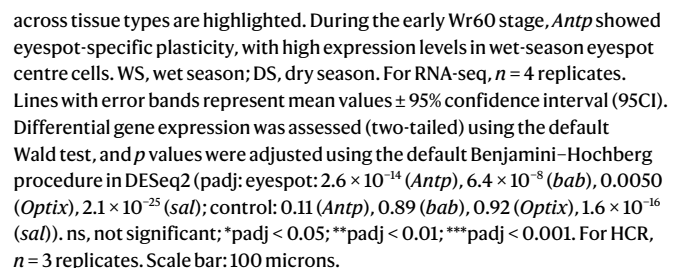 across tissue types are highlighted. During the early Wr60 stage, Antp showed
eyespot-specific plasticity, with high expression levels in wet-season eyespot
centre cells. WS, wet season; DS, dry season. For RNA-seq, n = 4 replicates.
Lines with error bands represent mean values ± 95% confidence interval (95CI).
Differential gene expression was assessed (two-tailed) using the default
Wald test, and p values were adjusted using the default Benjamini–Hochberg
procedure in DESeq2 (padj: eyespot: 2.6 × 10⁻¹⁴ (Antp), 6.4 × 10⁻⁸ (bab), 0.0050
(Optix), 2.1 × 10⁻²⁵ (sal); control: 0.11 (Antp), 0.89 (bab), 0.92 (Optix), 1.6 × 10⁻¹⁶
(sal)). ns, not significant; *padj < 0.05; **padj < 0.01; ***padj < 0.001. For HCR,
n = 3 replicates. Scale bar: 100 microns.